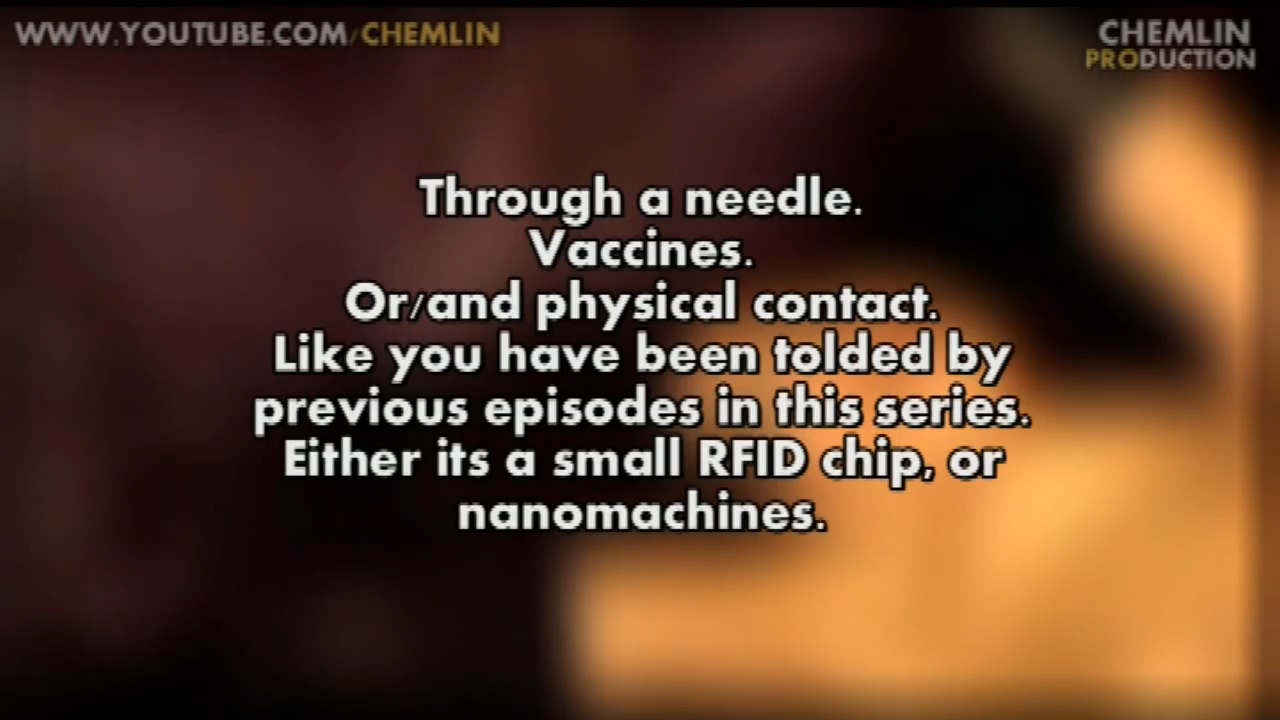 WWW.YOUTUBE.COM/CHEMLIN
CHEMLIN
PRODUCTION
Through a needle.
Vaccines.
Or/and physical contact.
Like you have been tolded by
previous episodes in this series.
Either its a small RFID chip, or
nanomachines.